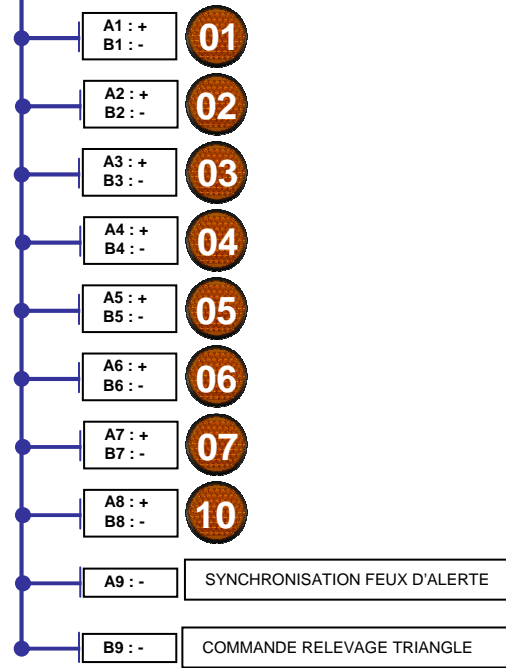 A1 : +
B1 : -
01
A2 : +
B2 : -
02
A3 : +
B3 : -
03
A4 : +
B4 : -
04
A5 : +
B5 : -
05
A6 : +
B6 : -
06
A7 : +
B7 : -
07
A8 : +
B8 : -
10
A9 : -
SYNCHRONISATION FEUX D'ALERTE
B9 : -
COMMANDE RELEVAGE TRIANGLE